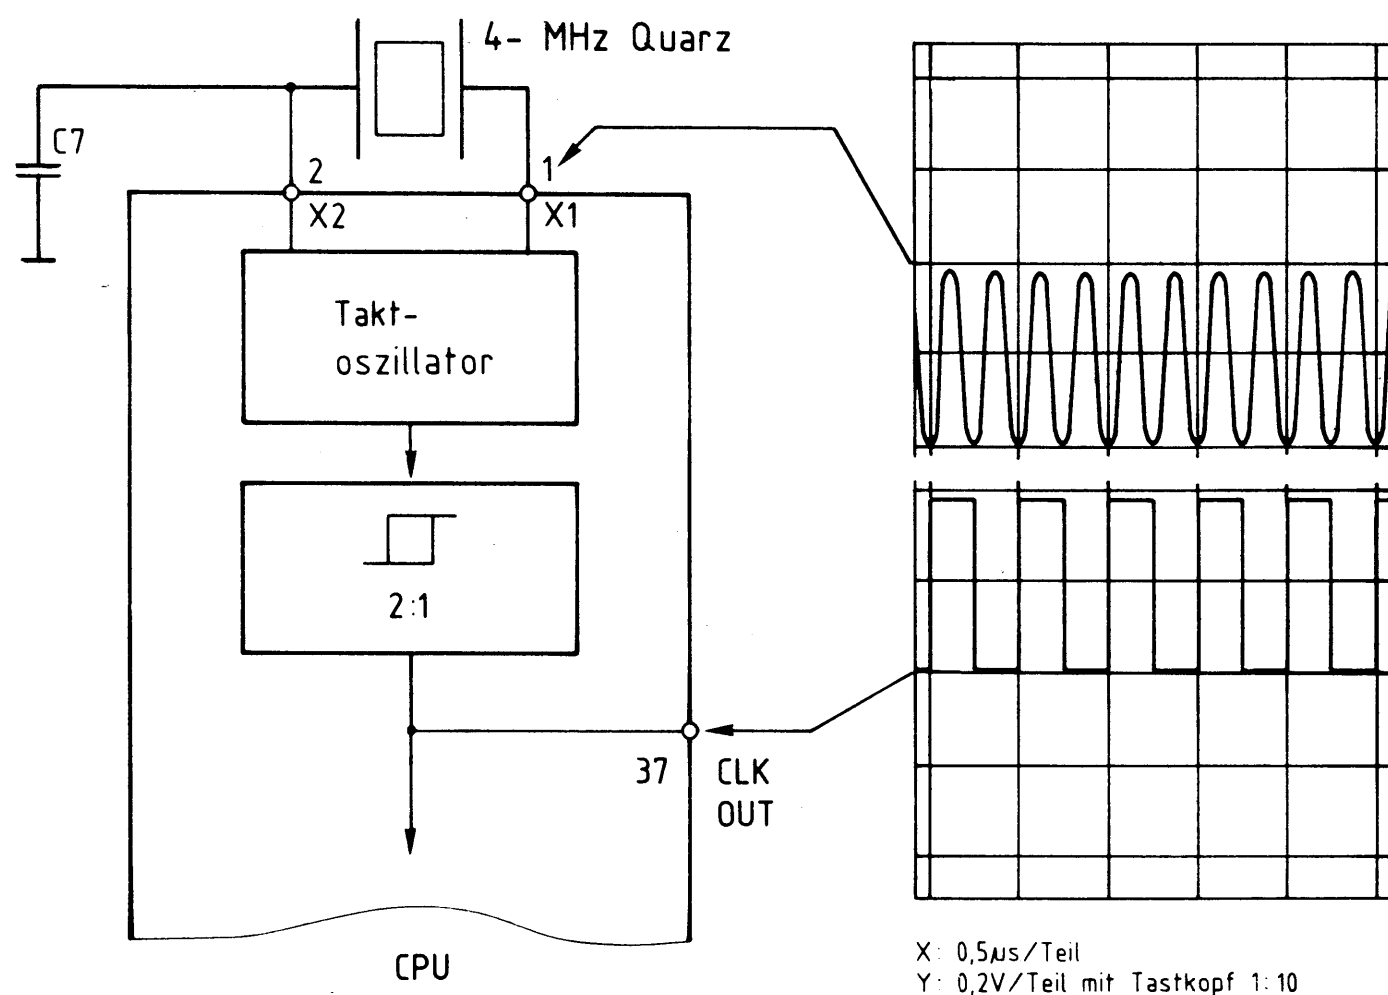 4- MHz Quarz
C7
2
1
X2
X1
Takt-
oszillator
2:1
37
CLK
OUT
CPU
X: 0,5µs/Teil
Y: 0,2V/Teil mit Tastkopf 1:10